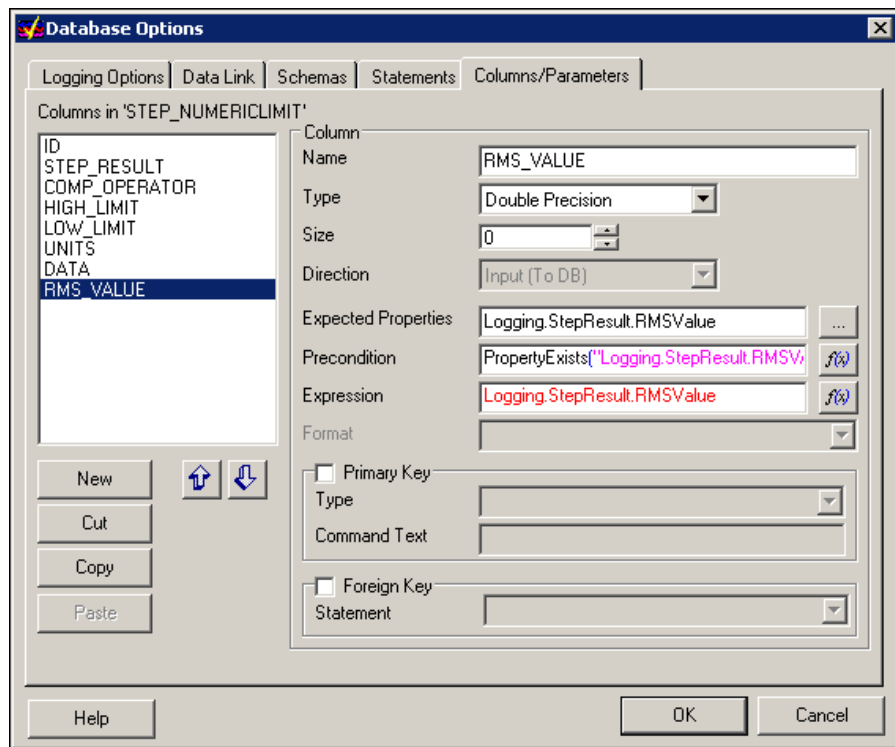 Database Options
Logging Options Data Link Schemas Statements Columns/Parameters
Columns in 'STEP_NUMERICLIMIT'
ID
STEP_RESULT
COMP_OPERATOR
HIGH_LIMIT
LOW_LIMIT
UNITS
DATA
RMS_VALUE
New
Cut
Copy
Paste
Column
Name RMS_VALUE
Type Double Precision
Size 0
Direction Input (To DB)
Expected Properties Logging.StepResult.RMSValue ...
Precondition PropertyExists("Logging.StepResult.RMSV f(x)
Expression Logging.StepResult.RMSValue f(x)
Format
Primary Key
Type
Command Text
Foreign Key
Statement
Help OK Cancel